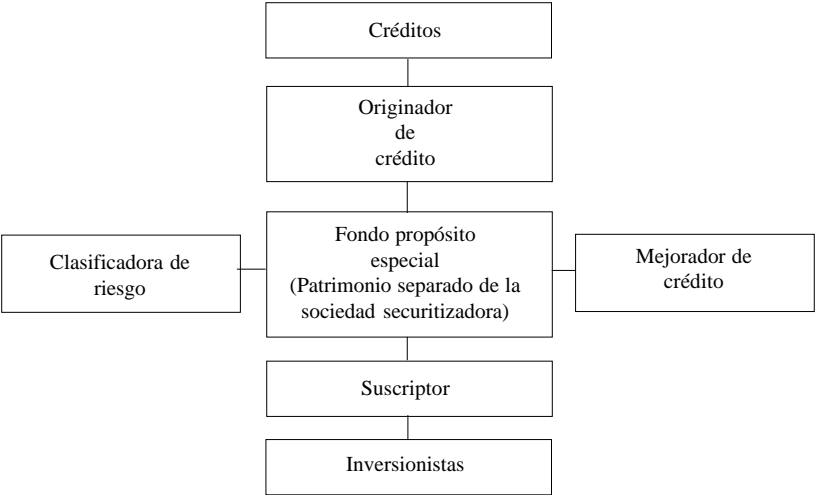 Créditos
Originador
de
crédito
Fondo propósito
especial
(Patrimonio separado de la
sociedad securitizadora)
Clasificadora de
riesgo
Mejorador de
crédito
Suscriptor
Inversionistas